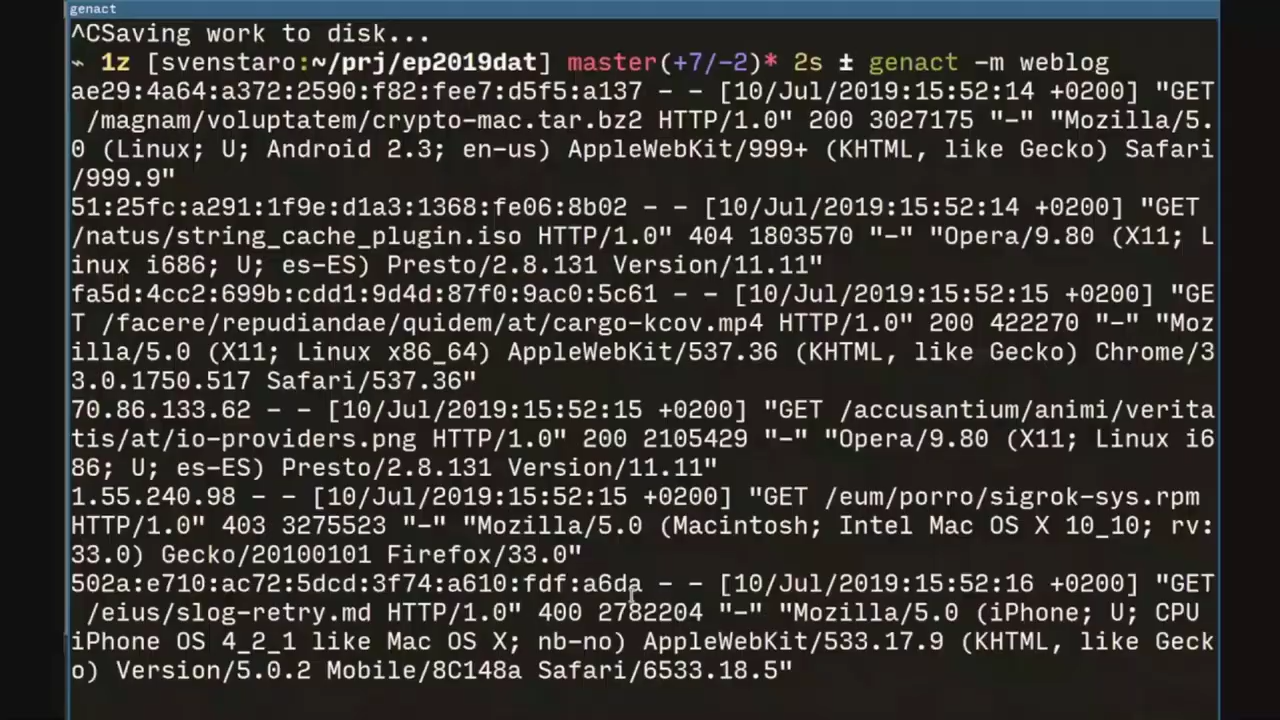 genact
^CSaving work to disk...
~ 1z [svenstaro:~/prj/ep2019dat] master(+7/-2)* 2s ± genact -m weblog
ae29:4a64:a372:2590:f82:fee7:d5f5:a137 - - [10/Jul/2019:15:52:14 +0200] "GET
/magnam/voluptatem/crypto-mac.tar.bz2 HTTP/1.0" 200 3027175 "-" "Mozilla/5.
0 (Linux; U; Android 2.3; en-us) AppleWebKit/999+ (KHTML, like Gecko) Safari
/999.9"
51:25fc:a291:1f9e:d1a3:1368:fe06:8b02 - - [10/Jul/2019:15:52:14 +0200] "GET
/natus/string_cache_plugin.iso HTTP/1.0" 404 1803570 "-" "Opera/9.80 (X11; L
inux i686; U; es-ES) Presto/2.8.131 Version/11.11"
fa5d:4cc2:699b:cdd1:9d4d:87f0:9ac0:5c61 - - [10/Jul/2019:15:52:15 +0200] "GE
T /facere/repudiandae/quidem/at/cargo-kcov.mp4 HTTP/1.0" 200 422270 "-" "Moz
illa/5.0 (X11; Linux x86_64) AppleWebKit/537.36 (KHTML, like Gecko) Chrome/3
3.0.1750.517 Safari/537.36"
70.86.133.62 - - [10/Jul/2019:15:52:15 +0200] "GET /accusantium/animi/verita
tis/at/io-providers.png HTTP/1.0" 200 2105429 "-" "Opera/9.80 (X11; Linux i6
86; U; es-ES) Presto/2.8.131 Version/11.11"
1.55.240.98 - - [10/Jul/2019:15:52:15 +0200] "GET /eum/porro/sigrok-sys.rpm
HTTP/1.0" 403 3275523 "-" "Mozilla/5.0 (Macintosh; Intel Mac OS X 10_10; rv:
33.0) Gecko/20100101 Firefox/33.0"
502a:e710:ac72:5dcd:3f74:a610:fdf:a6da - - [10/Jul/2019:15:52:16 +0200] "GET
/eius/slog-retry.md HTTP/1.0" 400 2782204 "-" "Mozilla/5.0 (iPhone; U; CPU
iPhone OS 4_2_1 like Mac OS X; nb-no) AppleWebKit/533.17.9 (KHTML, like Geck
o) Version/5.0.2 Mobile/8C148a Safari/6533.18.5"